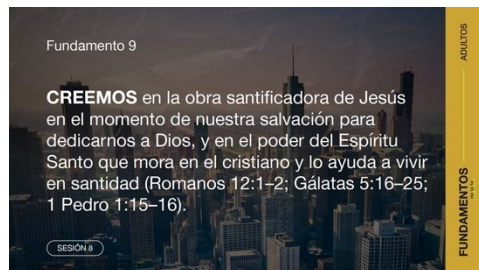 Fundamento 9
CREEMOS en la obra santificadora de Jesús
en el momento de nuestra salvación para
dedicarnos a Dios, y en el poder del Espíritu
Santo que mora en el cristiano y lo ayuda a vivir
en santidad (Romanos 12:1–2; Gálatas 5:16–25;
1 Pedro 1:15–16).
SESIÓN 8
ADULTOS
FUNDAMENTOS